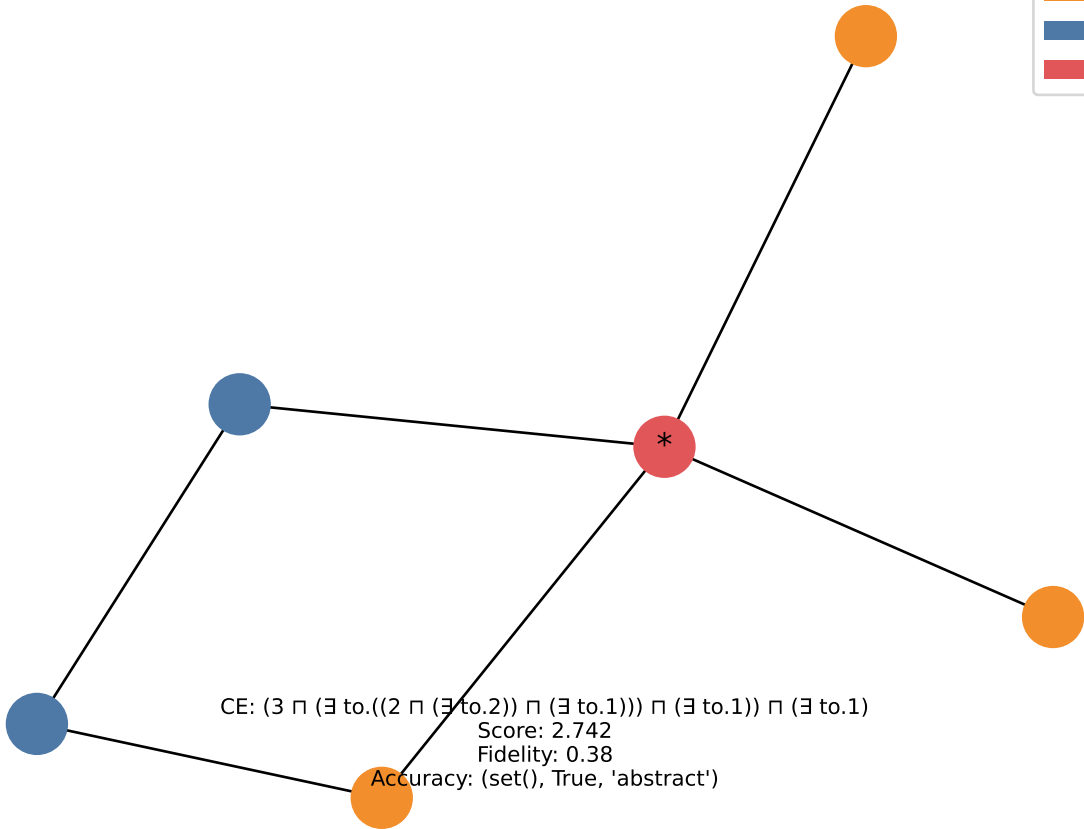 *
CE: (3 ⊓ (∃ to.((2 ⊓ (∃ to.2)) ⊓ (∃ to.1))) ⊓ (∃ to.1)) ⊓ (∃ to.1)
Score: 2.742
Fidelity: 0.38
Accuracy: (set(), True, 'abstract')